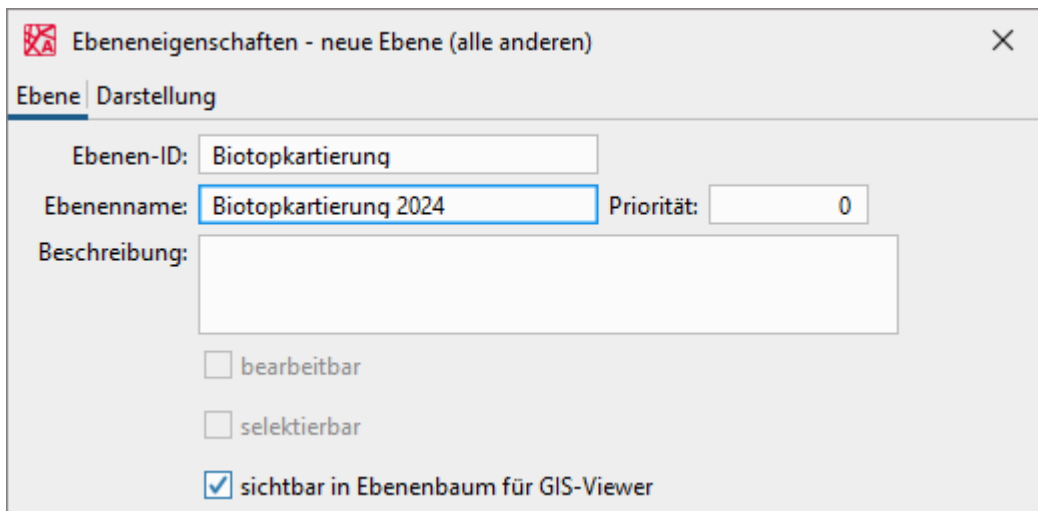 Ebeneneigenschaften - neue Ebene (alle anderen)
Ebene Darstellung
Ebenen-ID: Biotopkartierung
Ebenenname: Biotopkartierung 2024 Priorität: 0
Beschreibung:
bearbeitbar
selektierbar
sichtbar in Ebenenbaum für GIS-Viewer